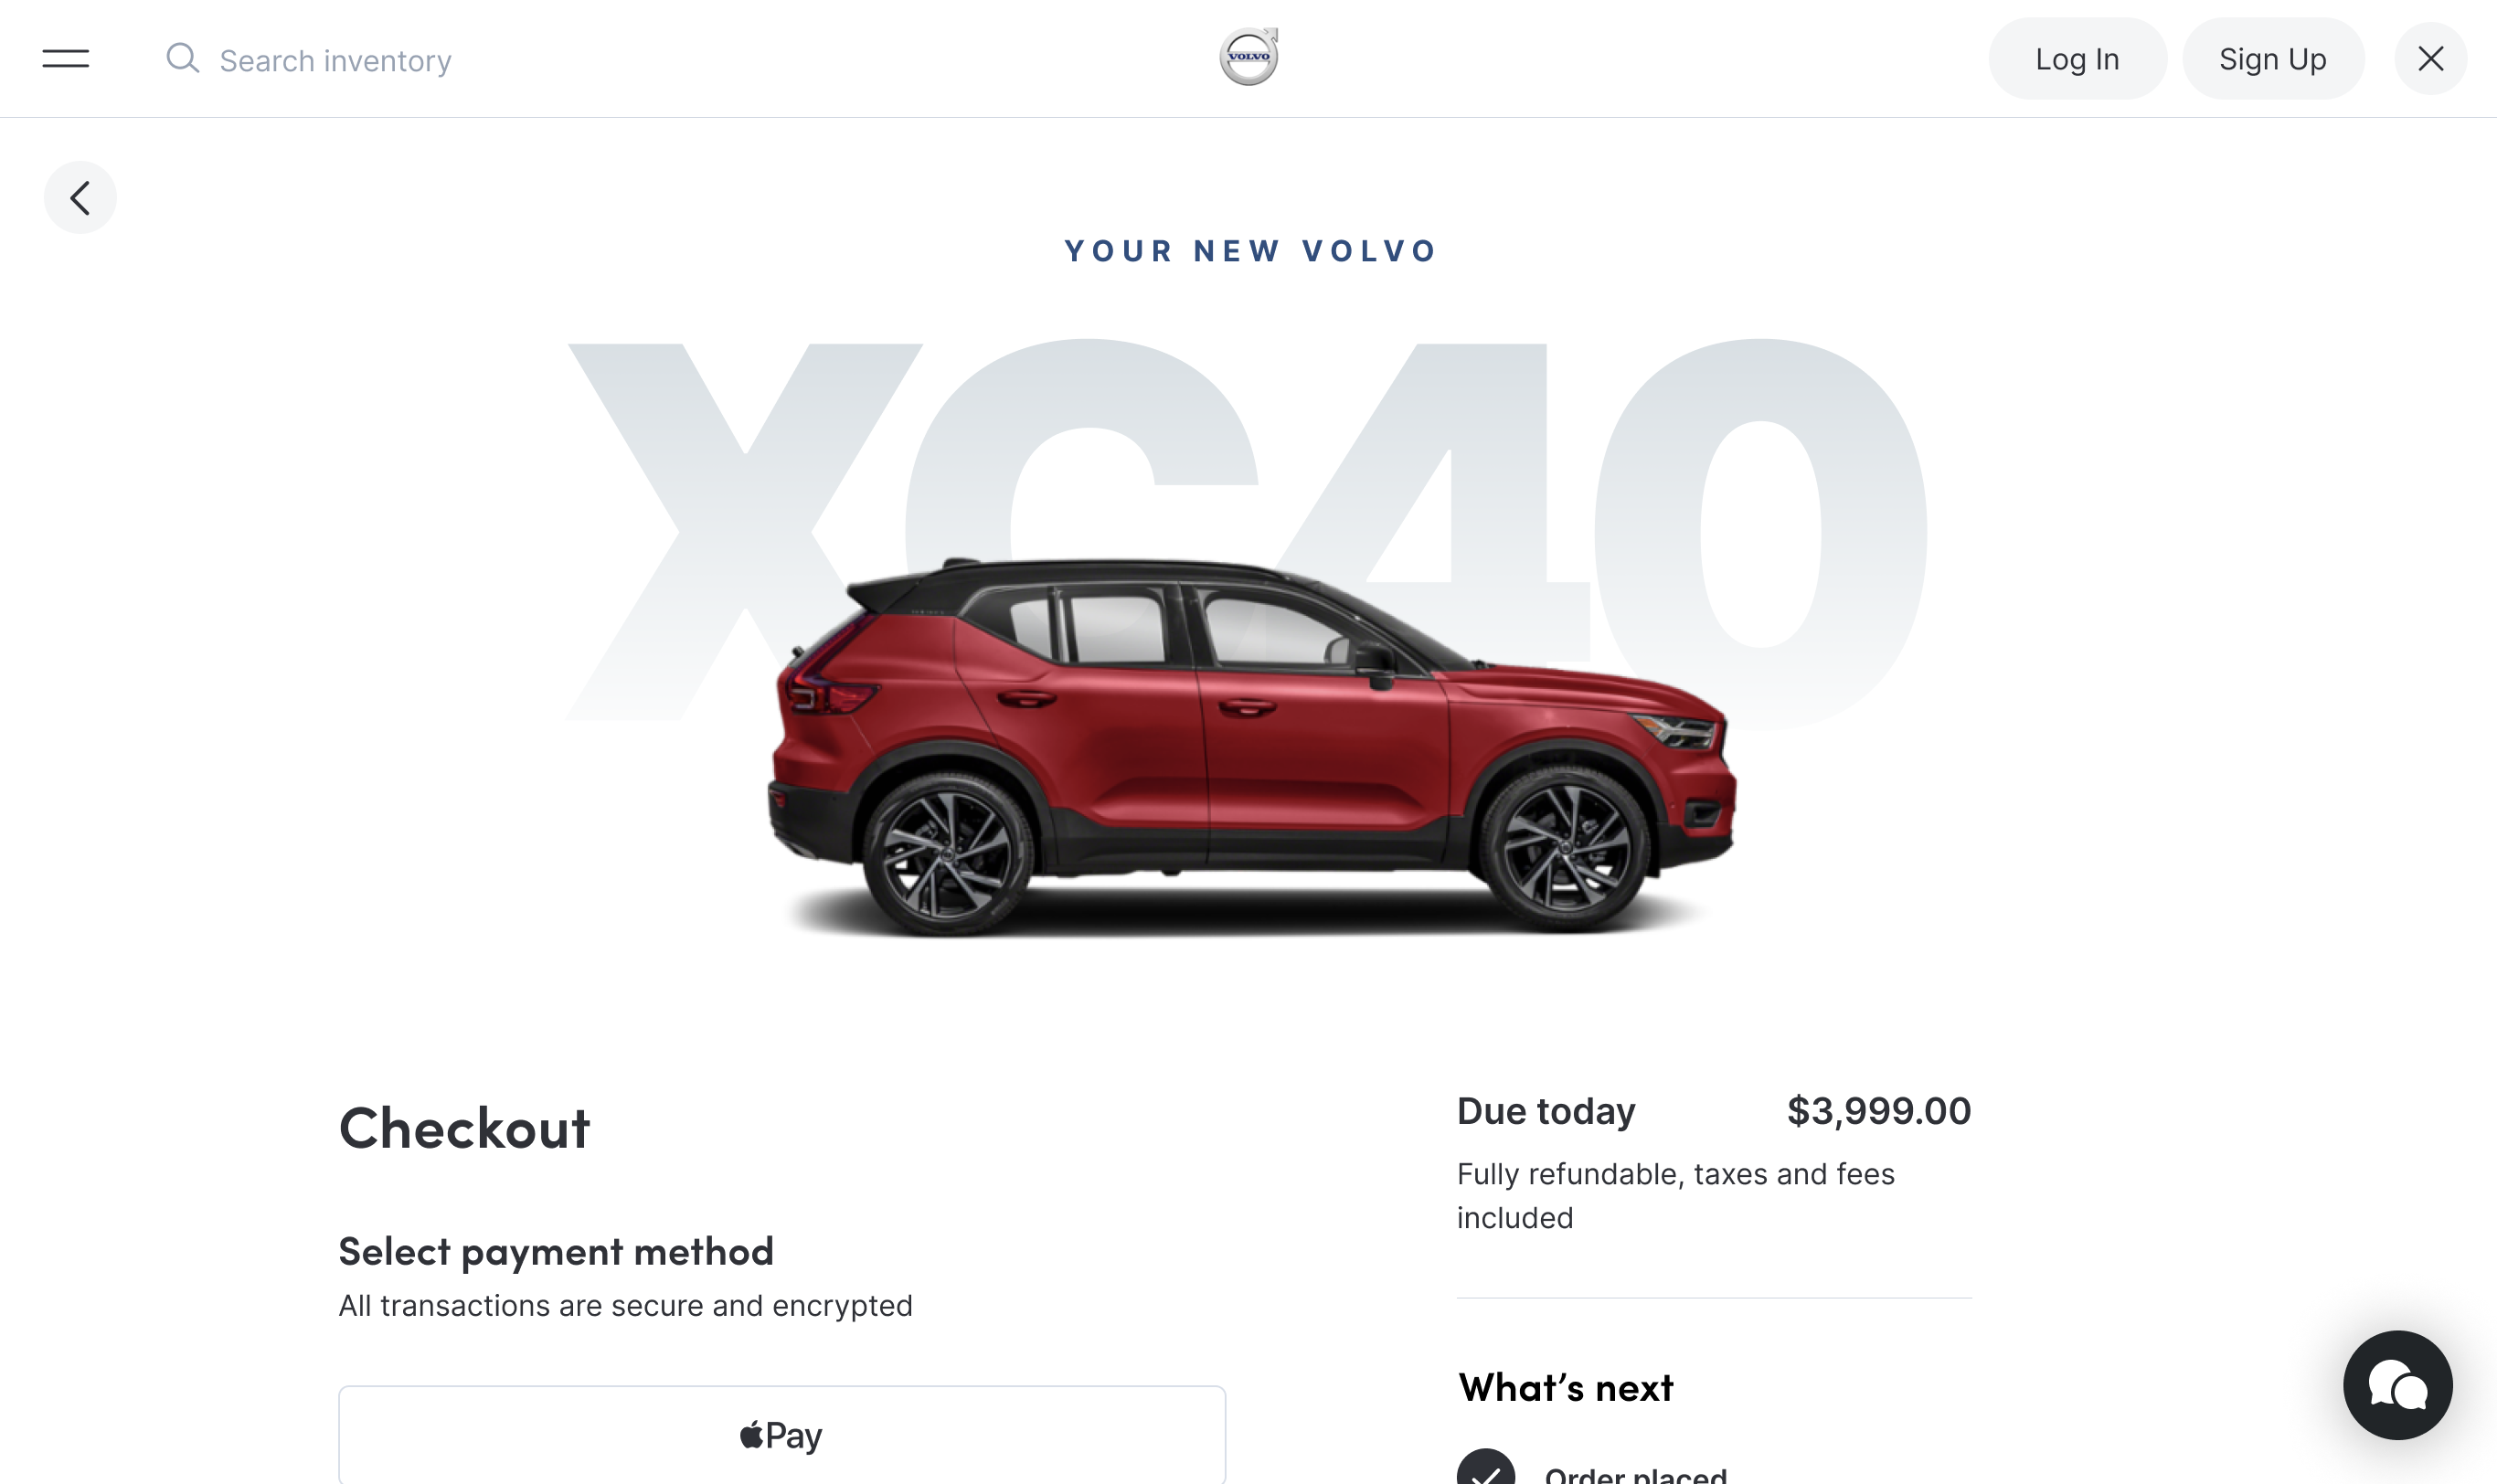 Search inventory
VOLVO
Log In
Sign Up
YOUR NEW VOLVO
XC40
Checkout
Select payment method
All transactions are secure and encrypted
Pay
Due today
$3,999.00
Fully refundable, taxes and fees
included
What’s next
Order placed